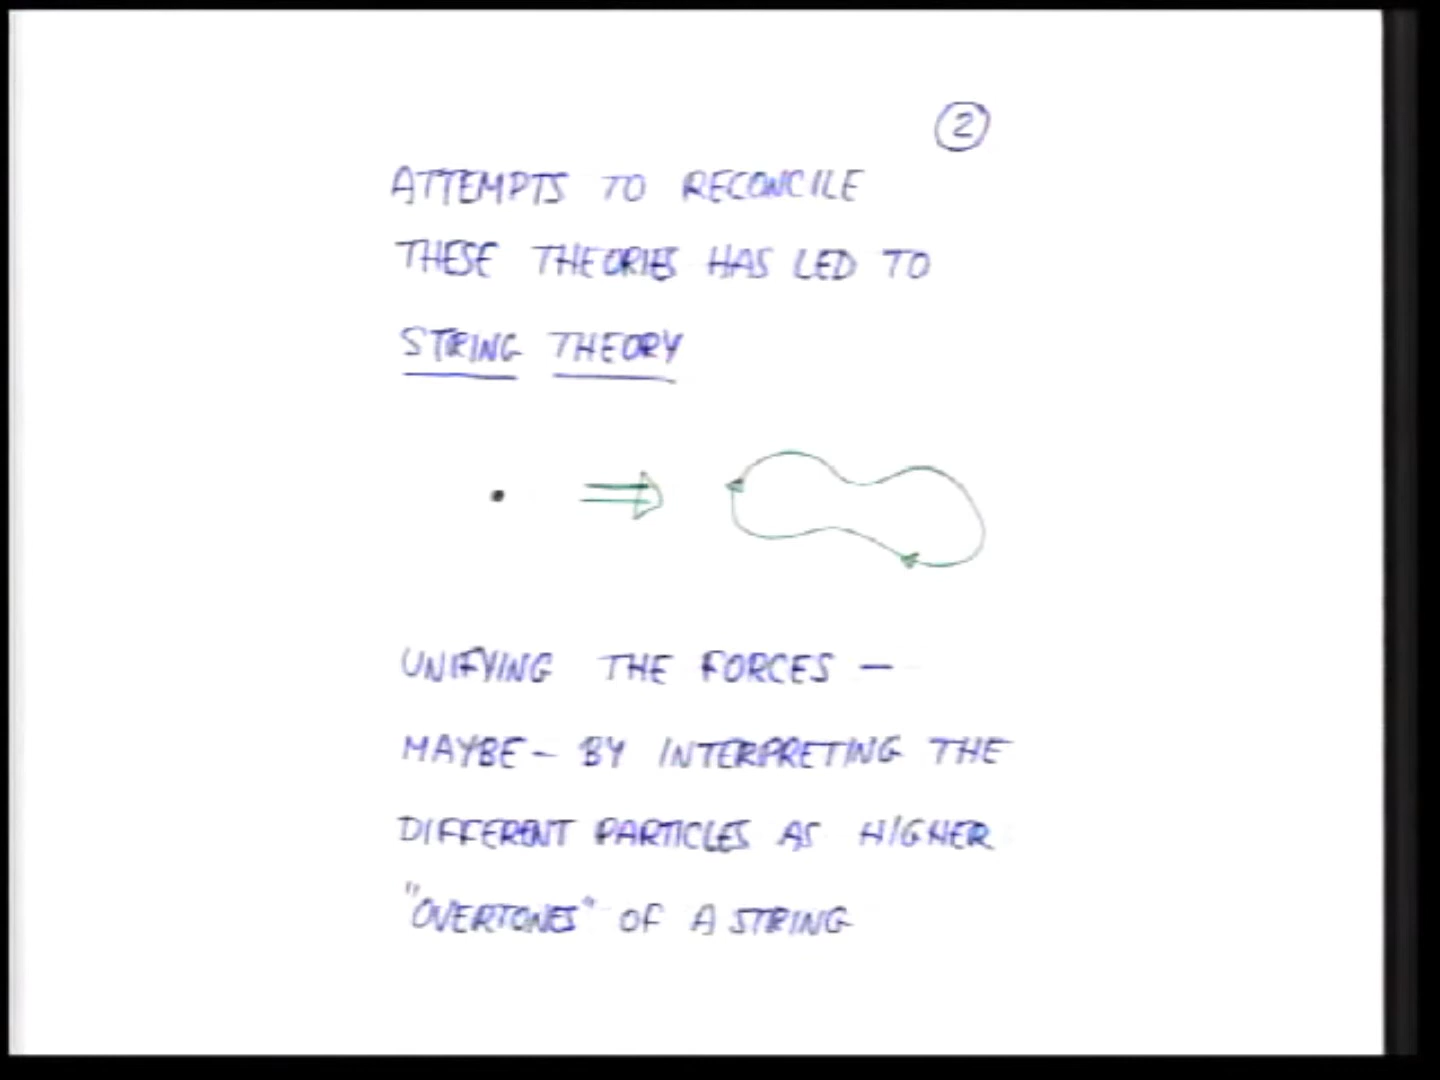 2
ATTEMPTS TO RECONCILE
THESE THEORIES HAS LED TO
STRING THEORY
UNIFYING THE FORCES —
MAYBE - BY INTERPRETING THE
DIFFERENT PARTICLES AS HIGHER
"OVERTONES" OF A STRING